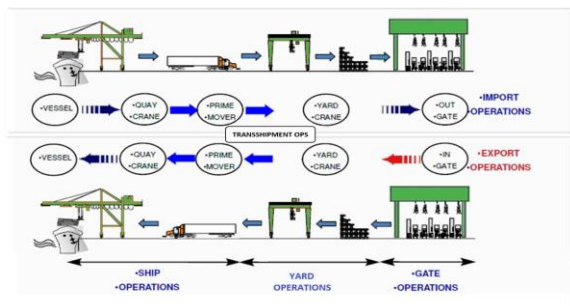 •VESSEL
•QUAY
•CRANE
•PRIME
•MOVER
•YARD
•CRANE
•OUT
•GATE
•IMPORT
•OPERATIONS
TRANSSHIPMENT OPS
•VESSEL
•QUAY
•CRANE
•PRIME
•MOVER
•YARD
•CRANE
•IN
•GATE
•EXPORT
•OPERATIONS
•SHIP
•OPERATIONS
YARD
OPERATIONS
•GATE
•OPERATIONS